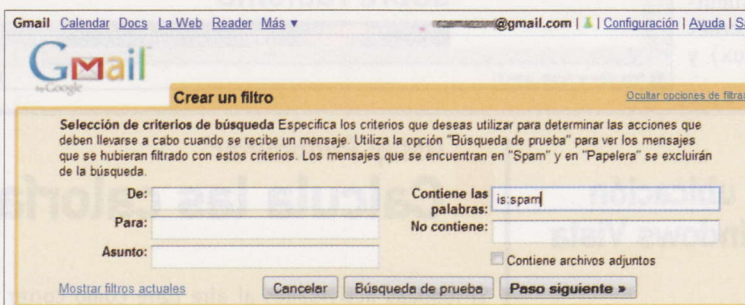 Gmail Calendar Docs La Web Reader Más ▼ @gmail.com | | Configuración | Ayuda |
Gmail
by Google
Crear un filtro Ocultar opciones de
Selección de criterios de búsqueda Especifica los criterios que deseas utilizar para determinar las acciones que
deben llevarse a cabo cuando se recibe un mensaje. Utiliza la opción "Búsqueda de prueba" para ver los mensajes
que se hubieran filtrado con estos criterios. Los mensajes que se encuentran en "Spam" y en "Papelera" se excluirán
de la búsqueda.
De:
Para:
Asunto:
Contiene las
palabras: is:spam
No contiene:
Contiene archivos adjuntos
Mostrar filtros actuales Cancelar Búsqueda de prueba Paso siguiente »